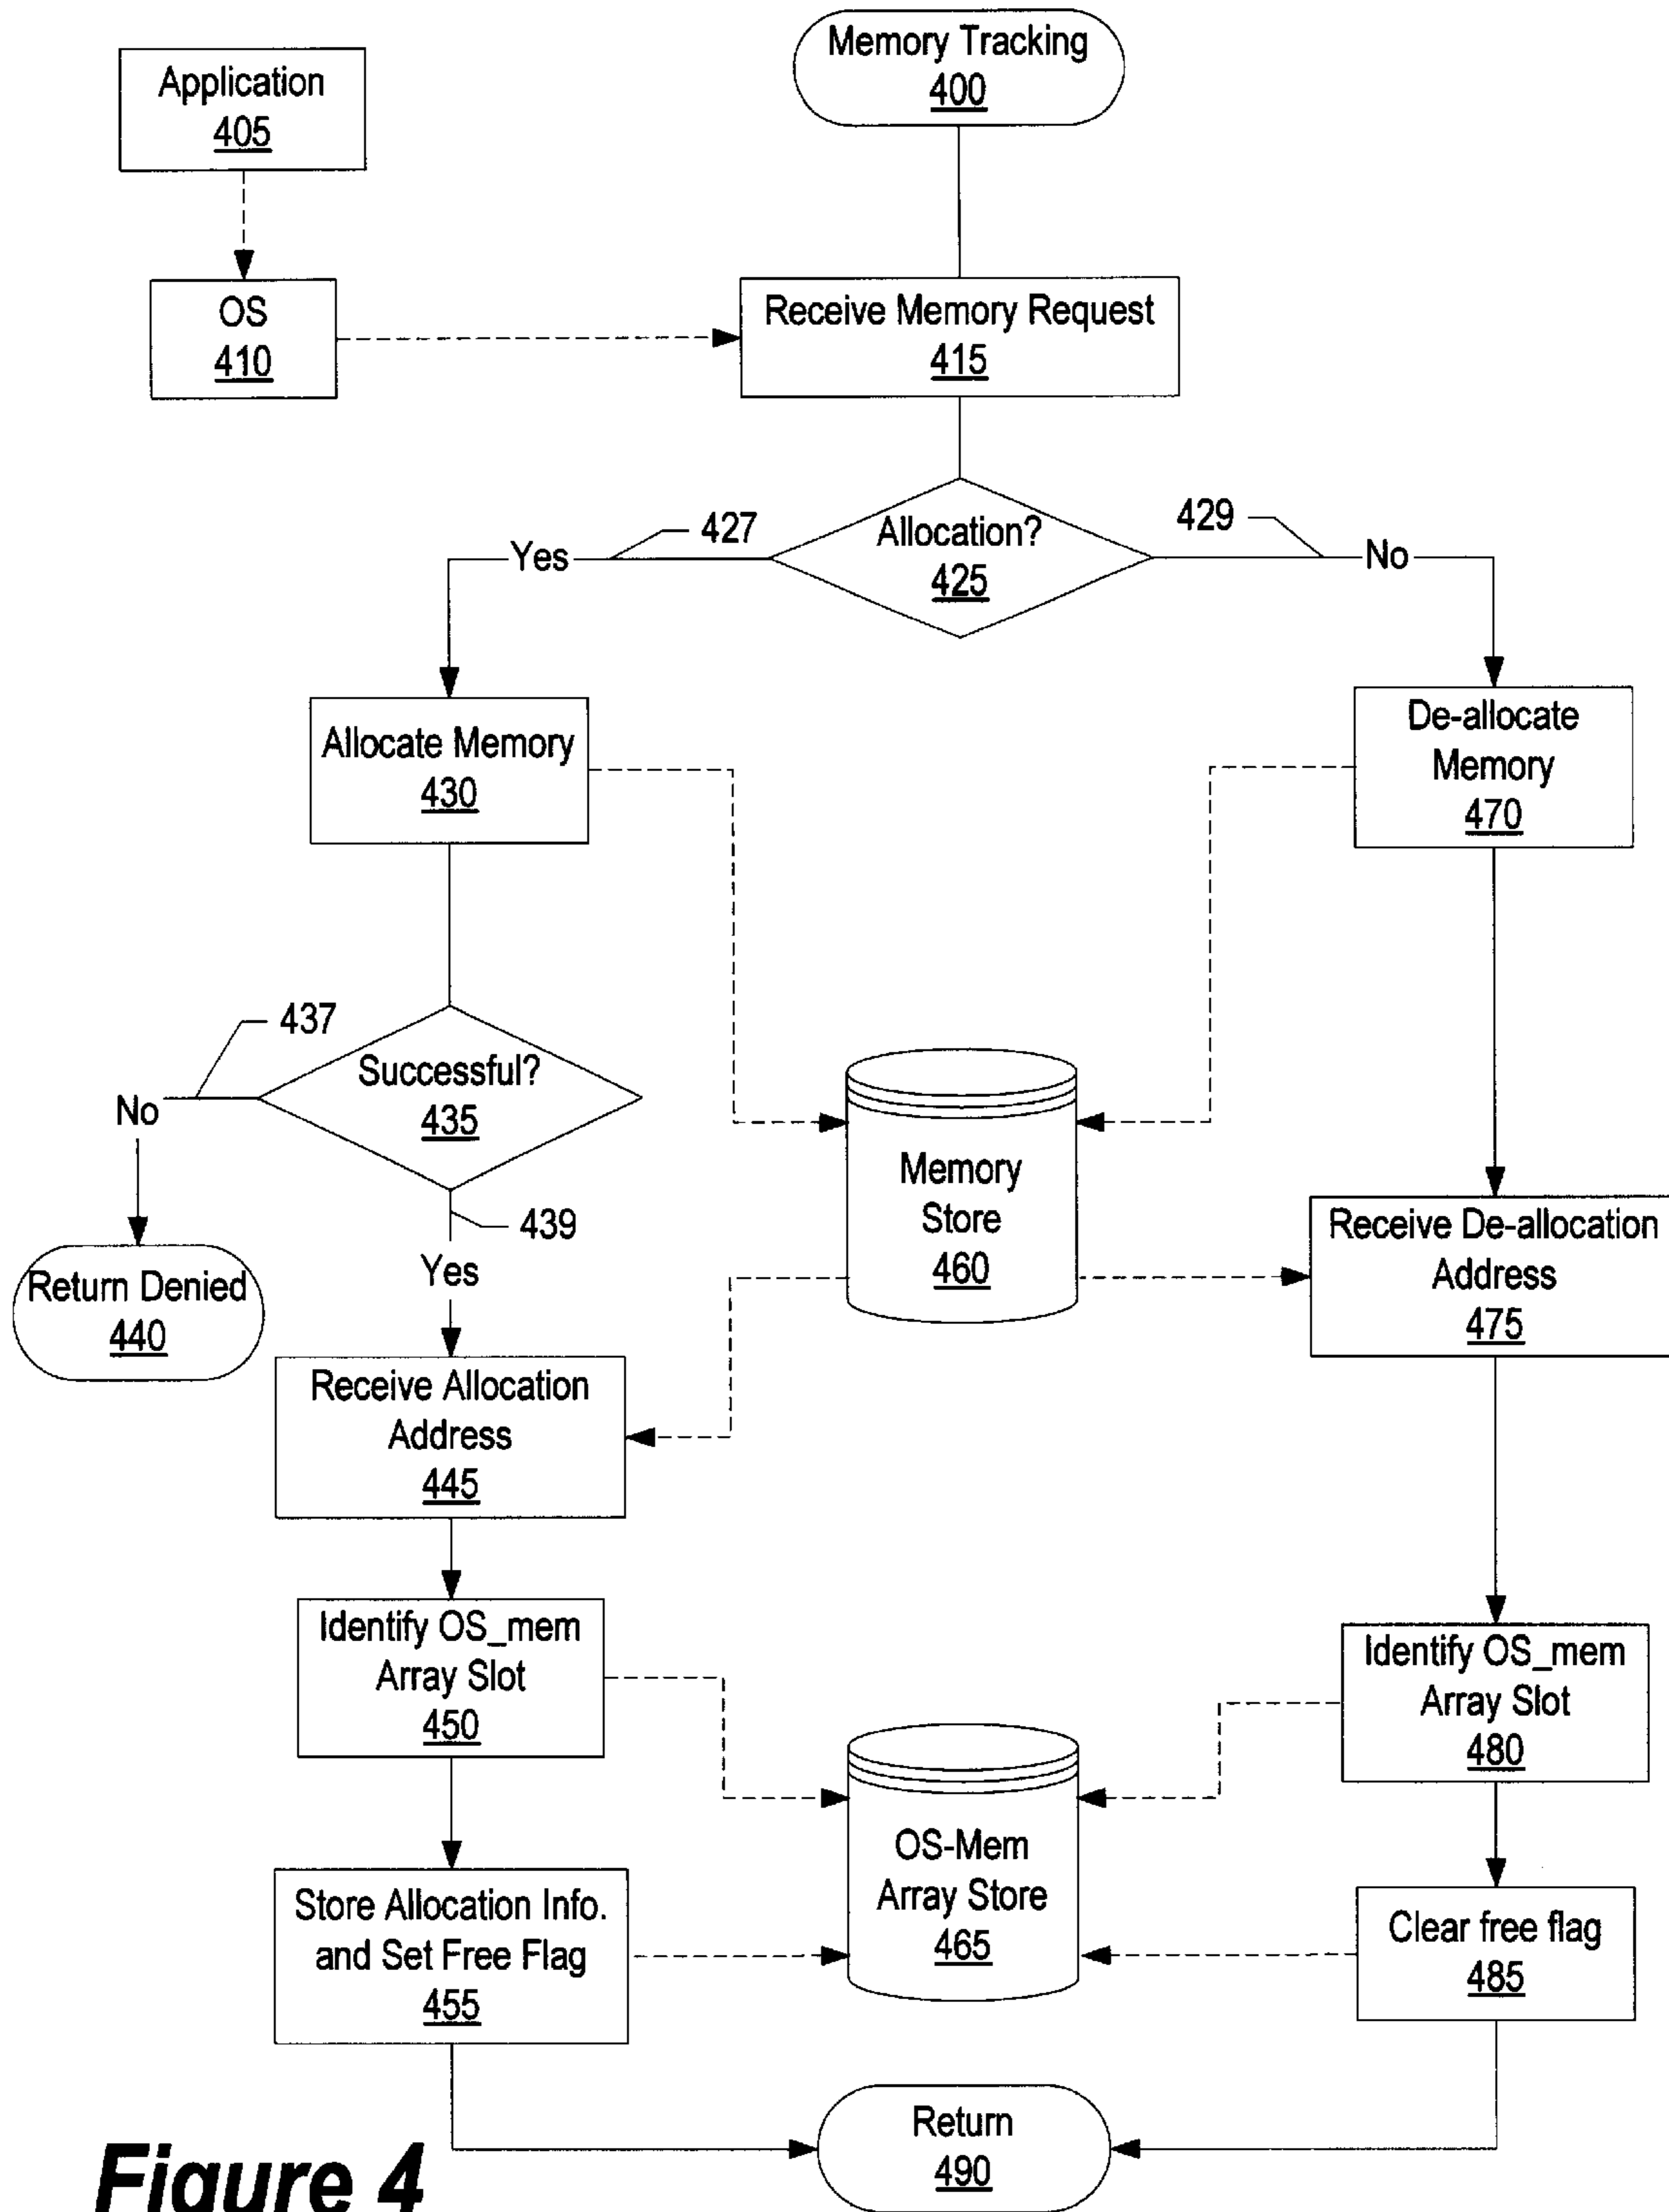 Application
405
Memory Tracking
400
OS
410
Receive Memory Request
415
427
Allocation?
425
429
Yes
No
Allocate Memory
430
De-allocate
Memory
470
437
Successful?
435
No
439
Yes
Return Denied
440
Memory
Store
460
Receive De-allocation
Address
475
Receive Allocation
Address
445
Identify OS_mem
Array Slot
450
Identify OS_mem
Array Slot
480
OS-Mem
Array Store
465
Store Allocation Info.
and Set Free Flag
455
Clear free flag
485
Return
490
Figure 4